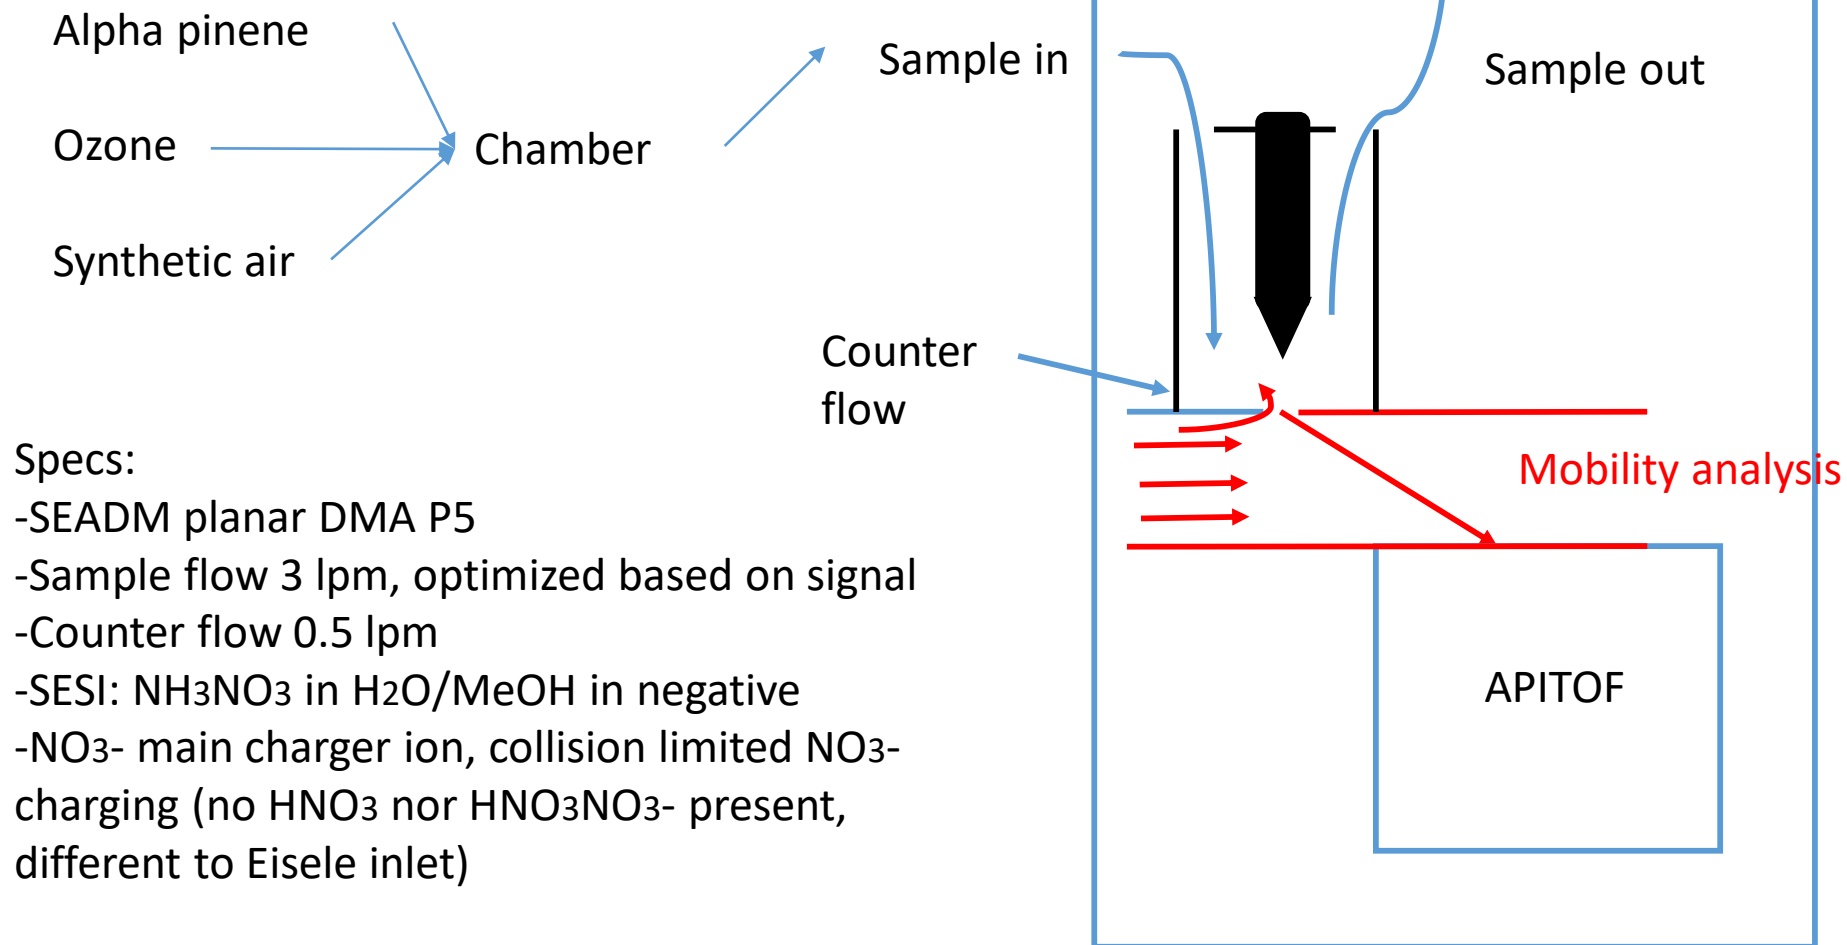 Alpha pinene
Ozone
Synthetic air
Chamber
Sample in
Sample out
Counter
flow
Mobility analysis
APITOF
Specs:
-SEADM planar DMA P5
-Sample flow 3 lpm, optimized based on signal
-Counter flow 0.5 lpm
-SESI: NH3NO3 in H2O/MeOH in negative
-NO3- main charger ion, collision limited NO3-
charging (no HNO3 nor HNO3NO3- present,
different to Eisele inlet)